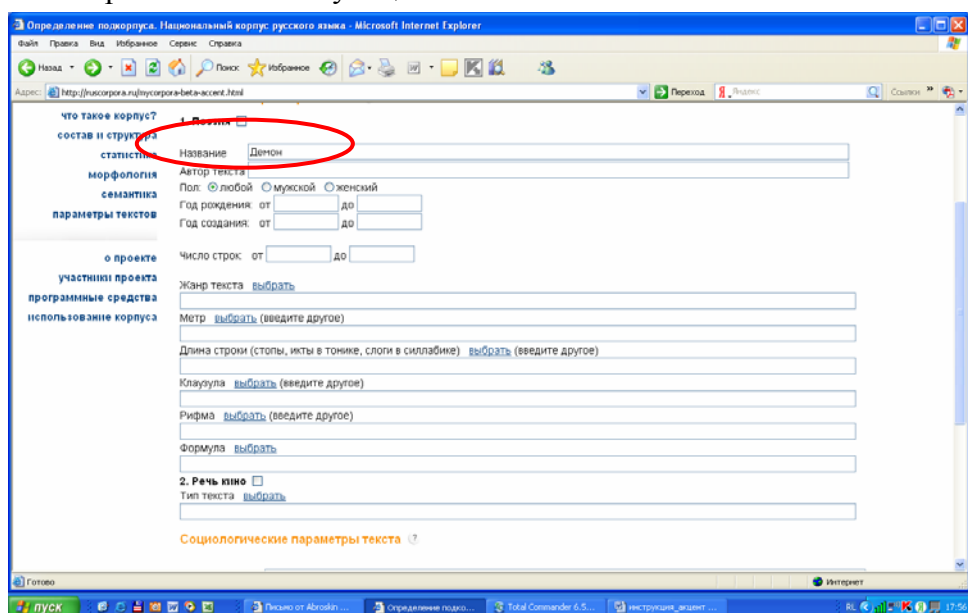 Определение подкорпуса. Национальный корпус русского языка - Microsoft Internet Explorer
Файл Правка Вид Избранное Сервис Справка
Назад Поиск Избранное
Адрес: http://ruscorpora.ru/mycorpora-beta-accent.html Переход Яндекс Ссылки »
что такое корпус?
состав и структура
статистика
морфология
семантика
параметры текстов
о проекте
участники проекта
программные средства
использование корпуса
1. Поэзия
Название Демон
Автор текста
Пол: любой мужской женский
Год рождения: от до
Год создания: от до
Число строк: от до
Жанр текста выбрать
Метр выбрать (введите другое)
Длина строки (стопы, икты в тонике, слоги в силлабике) выбрать (введите другое)
Клаузула выбрать (введите другое)
Рифма выбрать (введите другое)
Формула выбрать
2. Речь кино
Тип текста выбрать
Социологические параметры текста ?
Готово Интернет
пуск Письмо от Abroskin ... Определение подко... Total Commander 6.5... инструкция_акцент ... RL 17:56